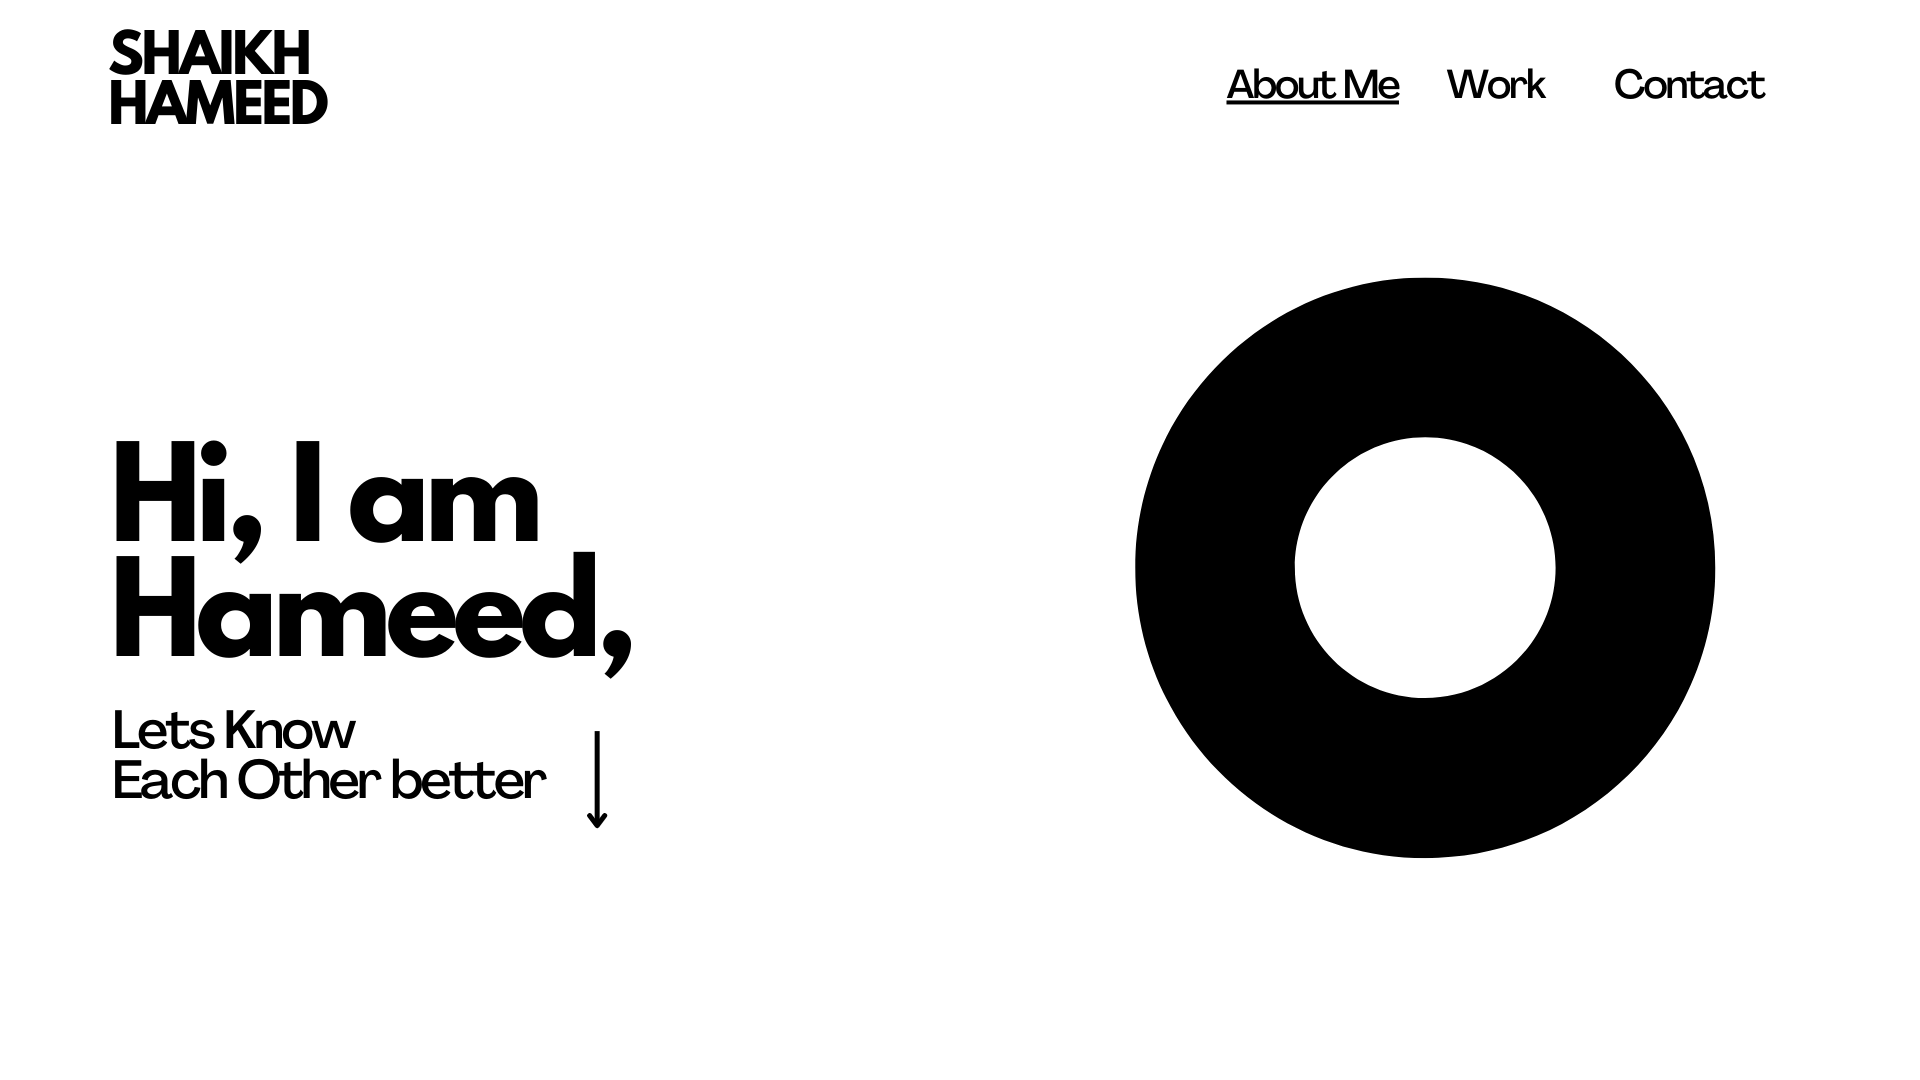 SHAIKH
HAMEED
About Me Work Contact
Hi, I am
Hameed,
Lets Know
Each Other better